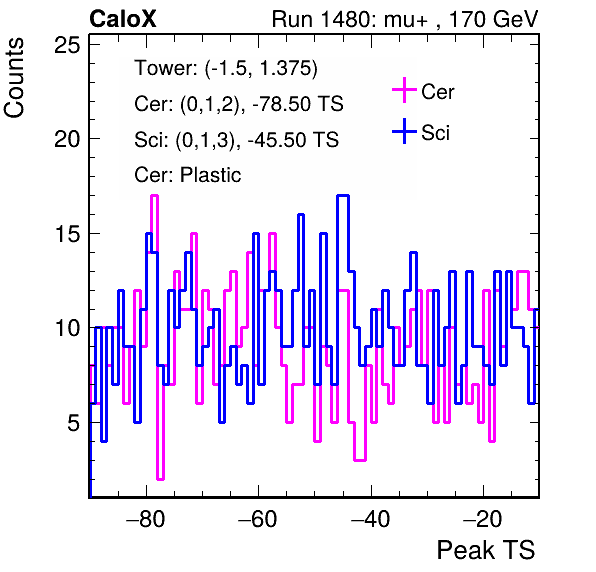 CaloX Run 1480: mu+ , 170 GeV
Counts
25
20
15
10
5
Tower: (-1.5, 1.375)
Cer: (0,1,2), -78.50 TS
Sci: (0,1,3), -45.50 TS
Cer: Plastic
Cer
Sci
−80 −60 −40 −20
Peak TS